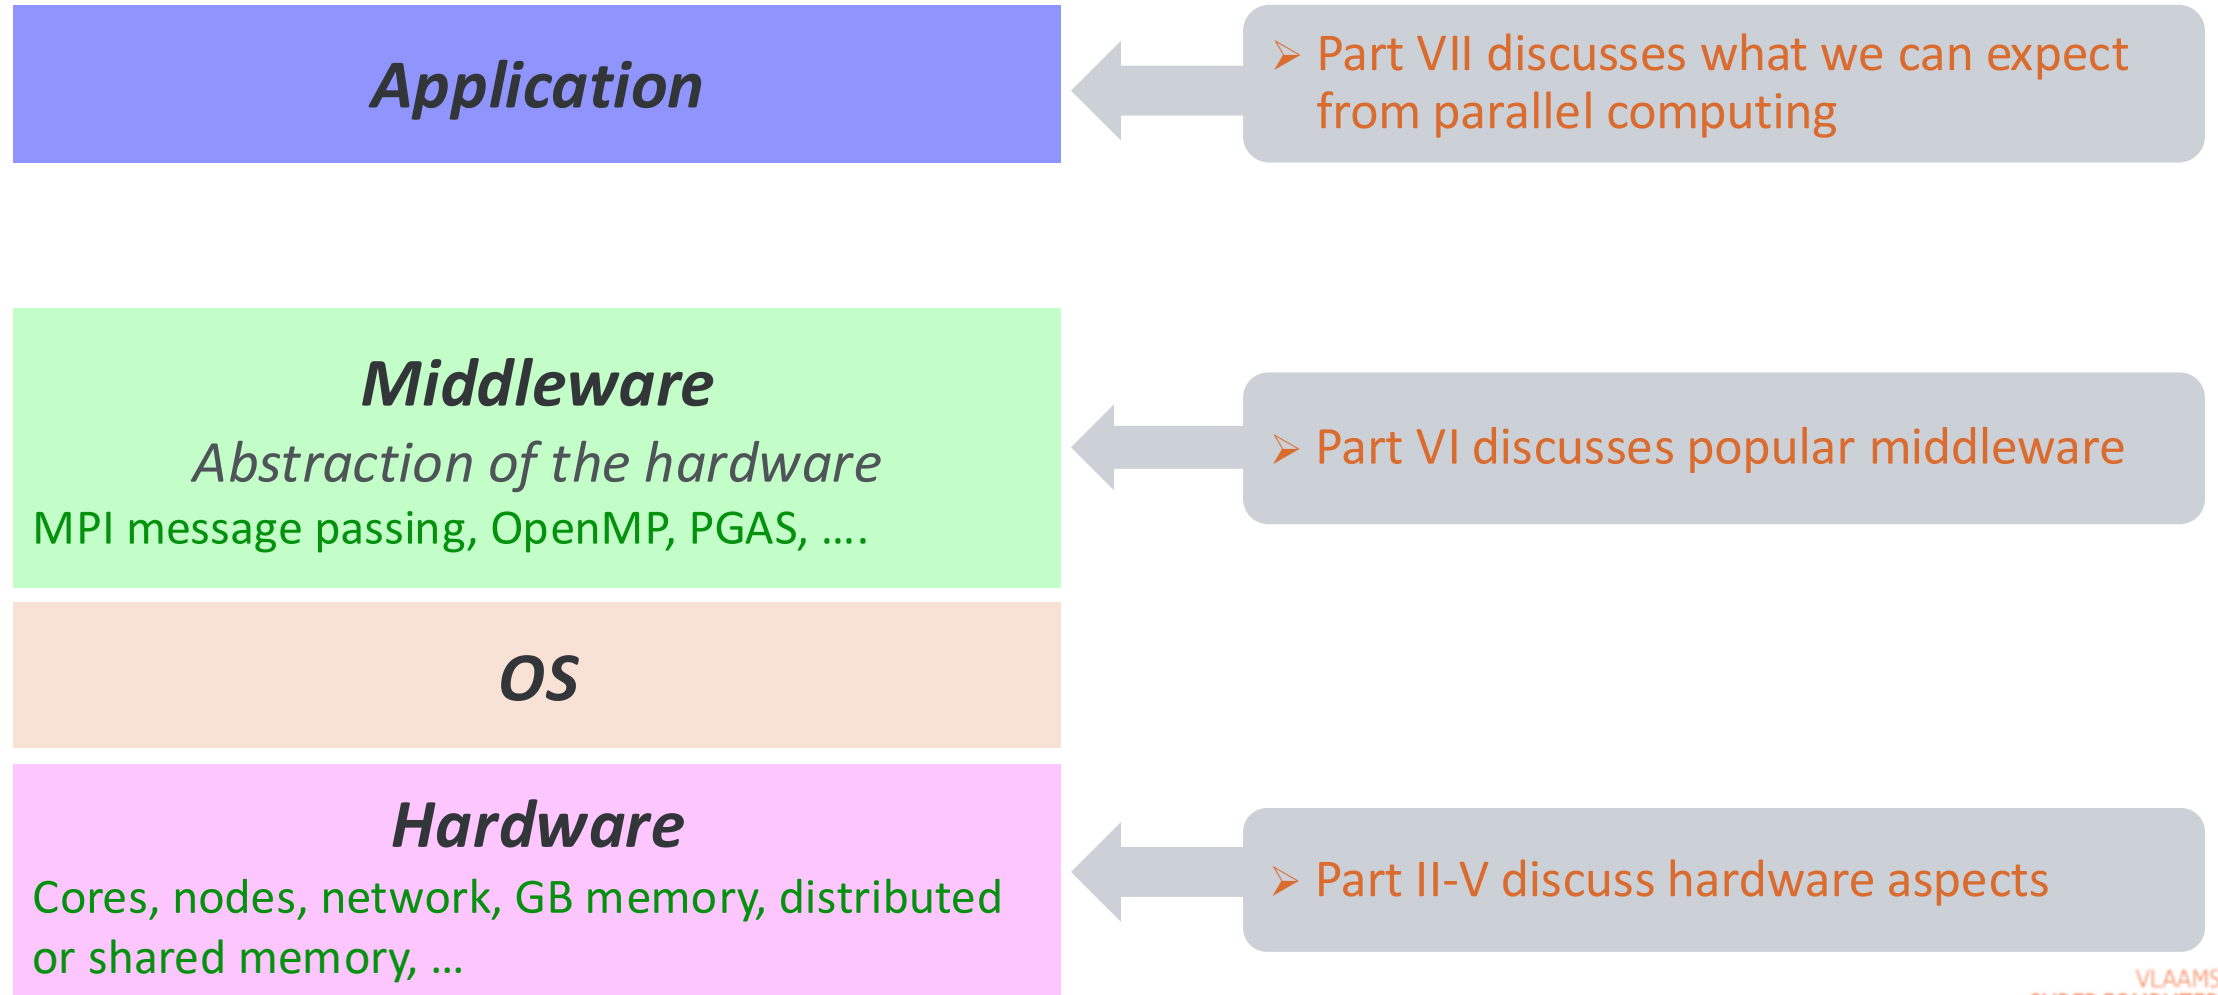 Application
➢ Part VII discusses what we can expect
from parallel computing
Middleware
Abstraction of the hardware
MPI message passing, OpenMP, PGAS, ….
➢ Part VI discusses popular middleware
OS
Hardware
Cores, nodes, network, GB memory, distributed
or shared memory, …
➢ Part II-V discuss hardware aspects
VLAAMS